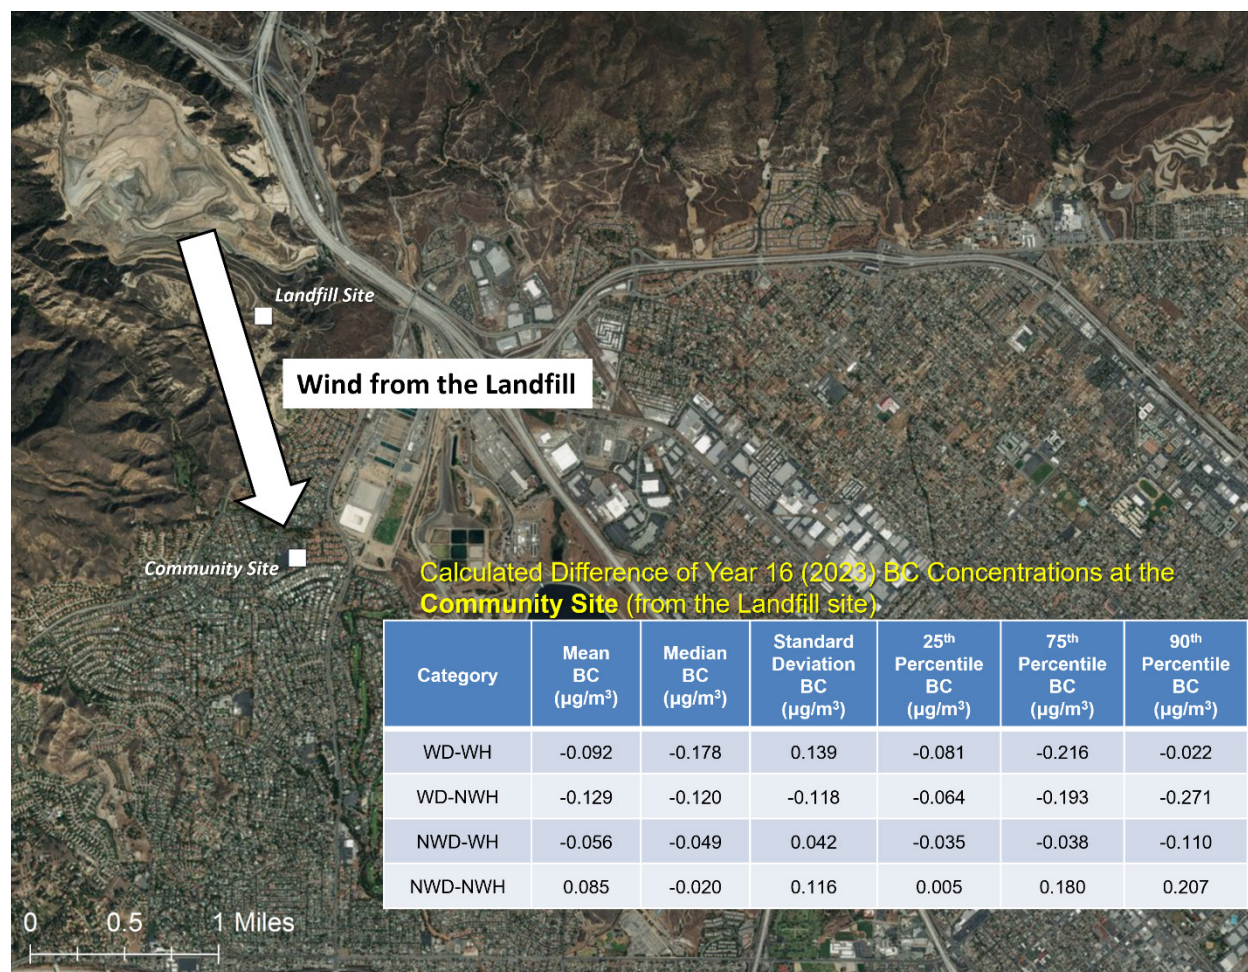 Landfill Site
Wind from the Landfill
Community Site
Calculated Difference of Year 16 (2023) BC Concentrations at the
Community Site (from the Landfill site)
Category
Mean
BC
(µg/m³)
Median
BC
(µg/m³)
Standard
Deviation
BC
(µg/m³)
25th
Percentile
BC
(µg/m³)
75th
Percentile
BC
(µg/m³)
90th
Percentile
BC
(µg/m³)
WD-WH -0.092 -0.178 0.139 -0.081 -0.216 -0.022
WD-NWH -0.129 -0.120 -0.118 -0.064 -0.193 -0.271
NWD-WH -0.056 -0.049 0.042 -0.035 -0.038 -0.110
NWD-NWH 0.085 -0.020 0.116 0.005 0.180 0.207
0 0.5 1 Miles